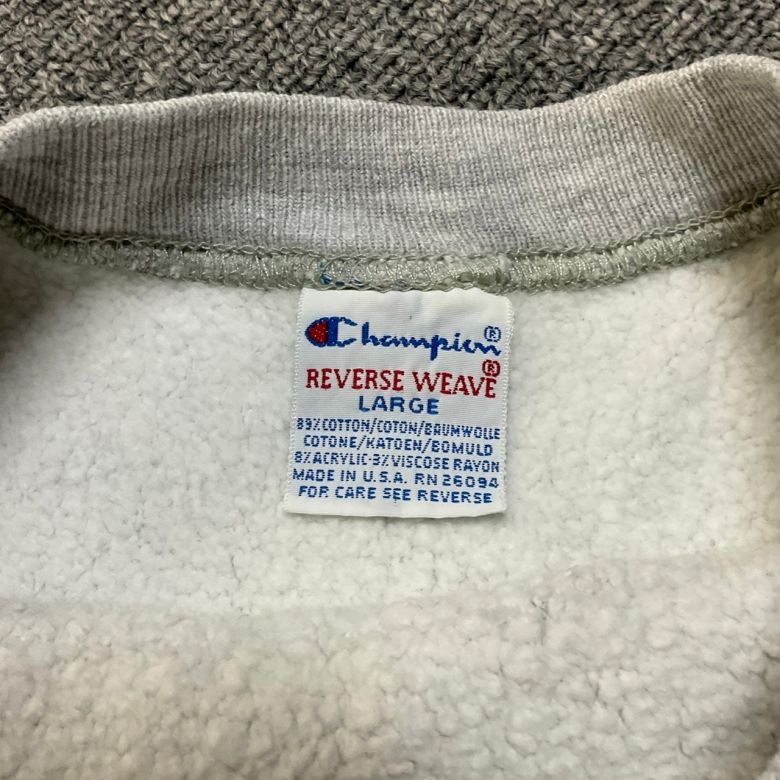 Champion®
REVERSE WEAVE®
LARGE
89%COTTON/COTON/BAUMWOLLE
COTONE/KATOEN/BOMULD
8%ACRYLIC-3%VISCOSE RAYON
MADE IN U.S.A. RN 26094
FOR CARE SEE REVERSE